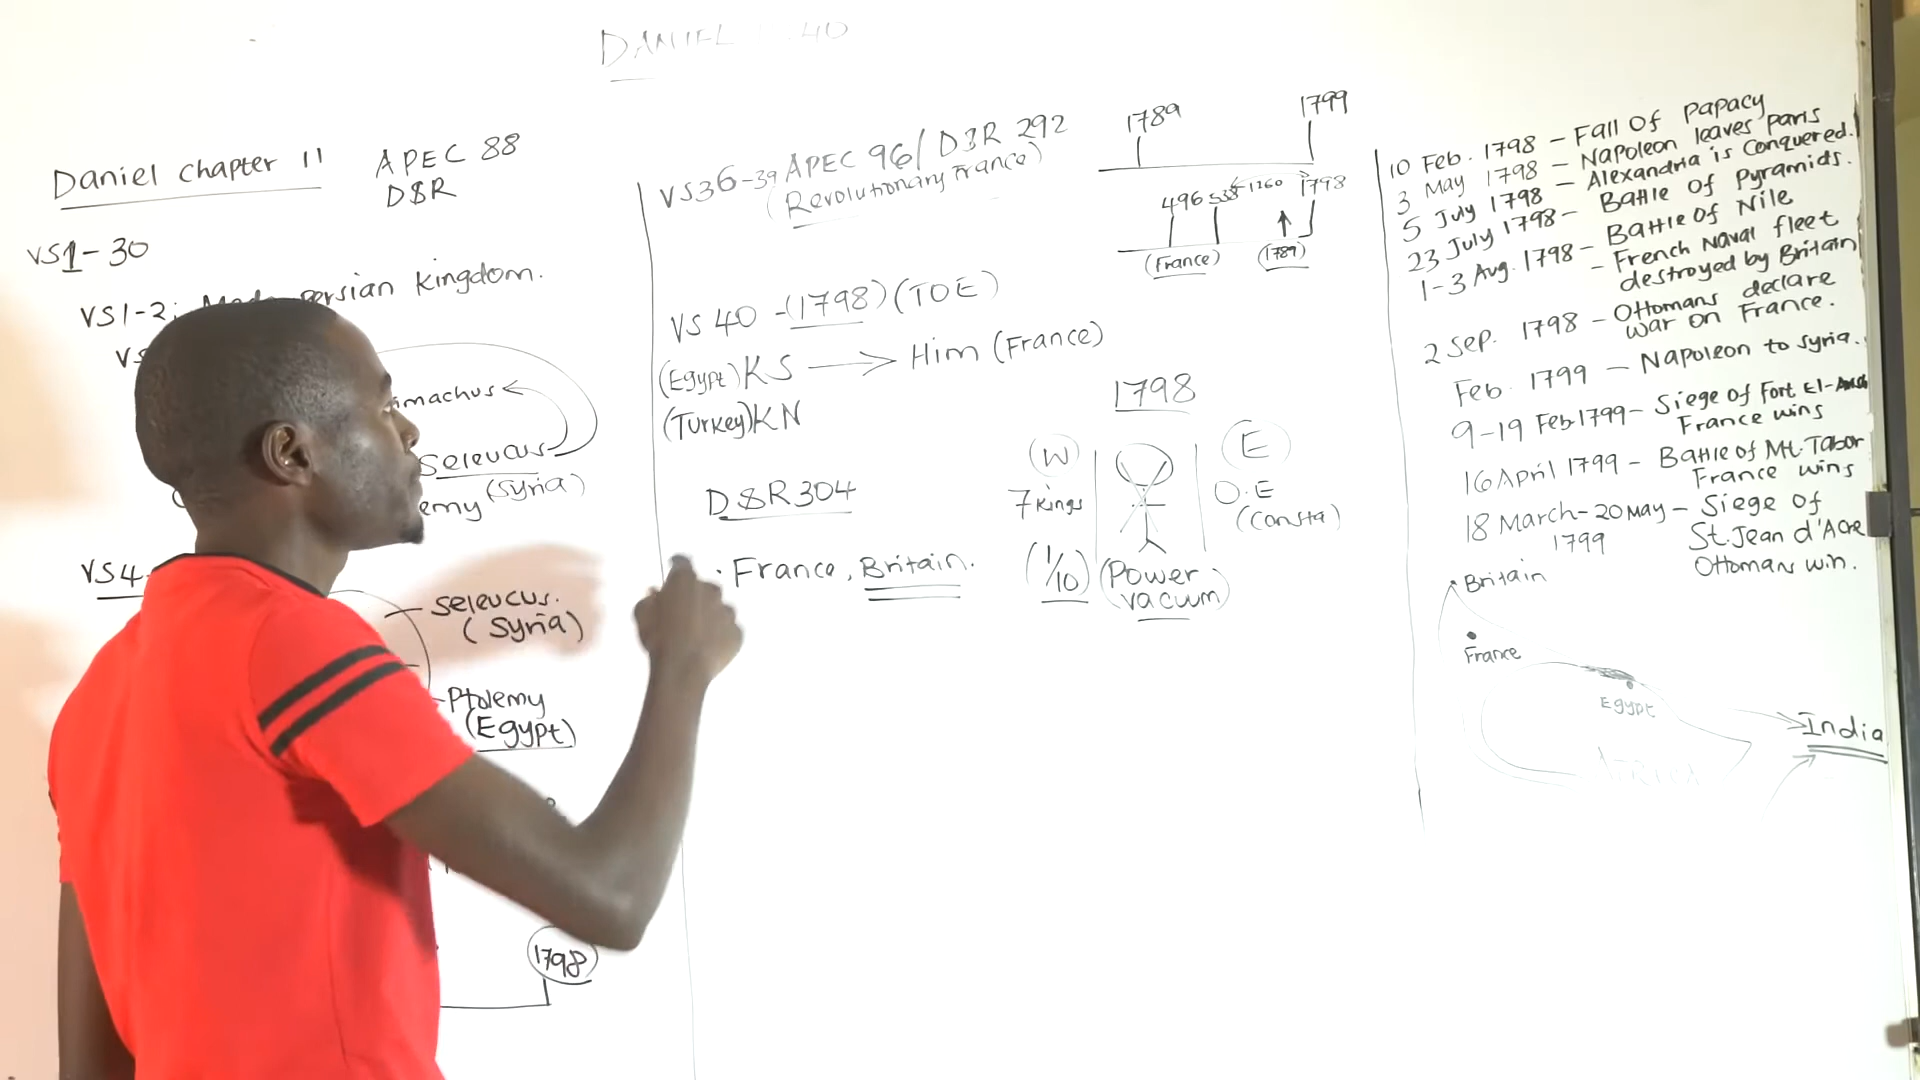 DANIEL 40
Daniel chapter 11
APEC 88
D&R
VS1-30
VS1-2: persian kingdom.
Seleucus
(Syria)
VS4
Seleucus.
(Syria)
Ptolemy
(Egypt)
1798
VS36-39 APEC 96/ D&R 292
(Revolutionary France)
VS 40 -(1798) (TOE)
(Egypt) KS → Him (France)
(Turkey) KN
D&R 304
. France, Britain.
1789 1799
496 538 1260 1798
(France) (1789)
1798
W E
7 Kings O.E
(Consta)
(1/10) (Power
vacuum)
10 Feb. 1798 - Fall of Papacy
3 May 1798 - Napoleon leaves paris
5 July 1798 - Alexandria is Conquered.
23 July 1798 - Battle of Pyramids.
1-3 Aug. 1798 - Battle of Nile
- French Naval fleet
destroyed by Britain
2 Sep. 1798 - Ottomans declare
war on France.
Feb. 1799 - Napoleon to Syria.
9-19 Feb 1799 - Siege of Fort El-
France wins
16 April 1799 - Battle of Mt. Tabor
France wins
18 March - 20 May - Siege of
1799 St. Jean d'Acre
Ottomans win.
Britain
France
Egypt
India